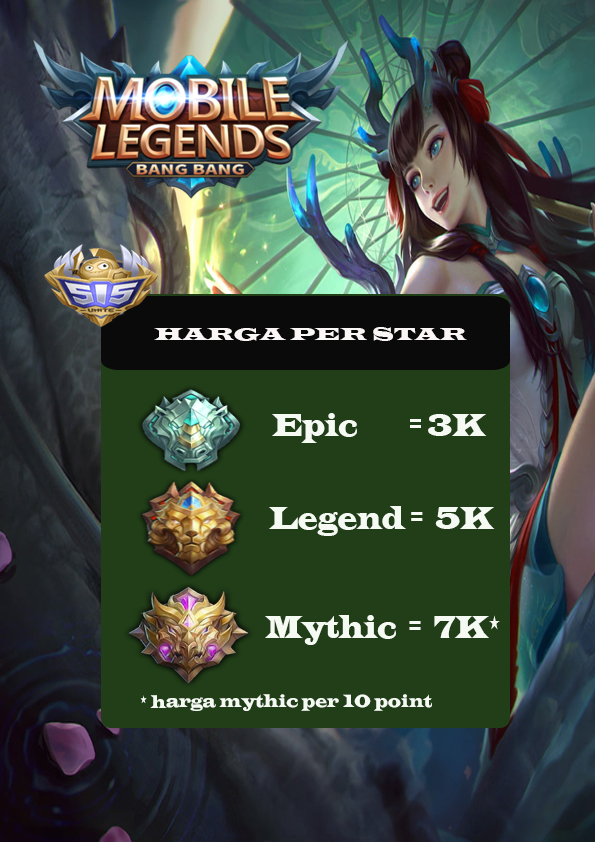 MOBILE
LEGENDS
BANG BANG
515
UNITE
HARGA PER STAR
Epic = 3K
Legend = 5K
Mythic = 7K*
* harga mythic per 10 point